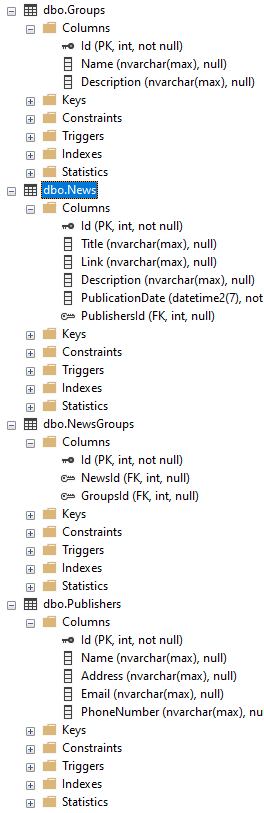 dbo.Groups
Columns
Id (PK, int, not null)
Name (nvarchar(max), null)
Description (nvarchar(max), null)
Keys
Constraints
Triggers
Indexes
Statistics
dbo.News
Columns
Id (PK, int, not null)
Title (nvarchar(max), null)
Link (nvarchar(max), null)
Description (nvarchar(max), null)
PublicationDate (datetime2(7), not
PublishersId (FK, int, null)
Keys
Constraints
Triggers
Indexes
Statistics
dbo.NewsGroups
Columns
Id (PK, int, not null)
NewsId (FK, int, null)
GroupsId (FK, int, null)
Keys
Constraints
Triggers
Indexes
Statistics
dbo.Publishers
Columns
Id (PK, int, not null)
Name (nvarchar(max), null)
Address (nvarchar(max), null)
Email (nvarchar(max), null)
PhoneNumber (nvarchar(max), nu
Keys
Constraints
Triggers
Indexes
Statistics